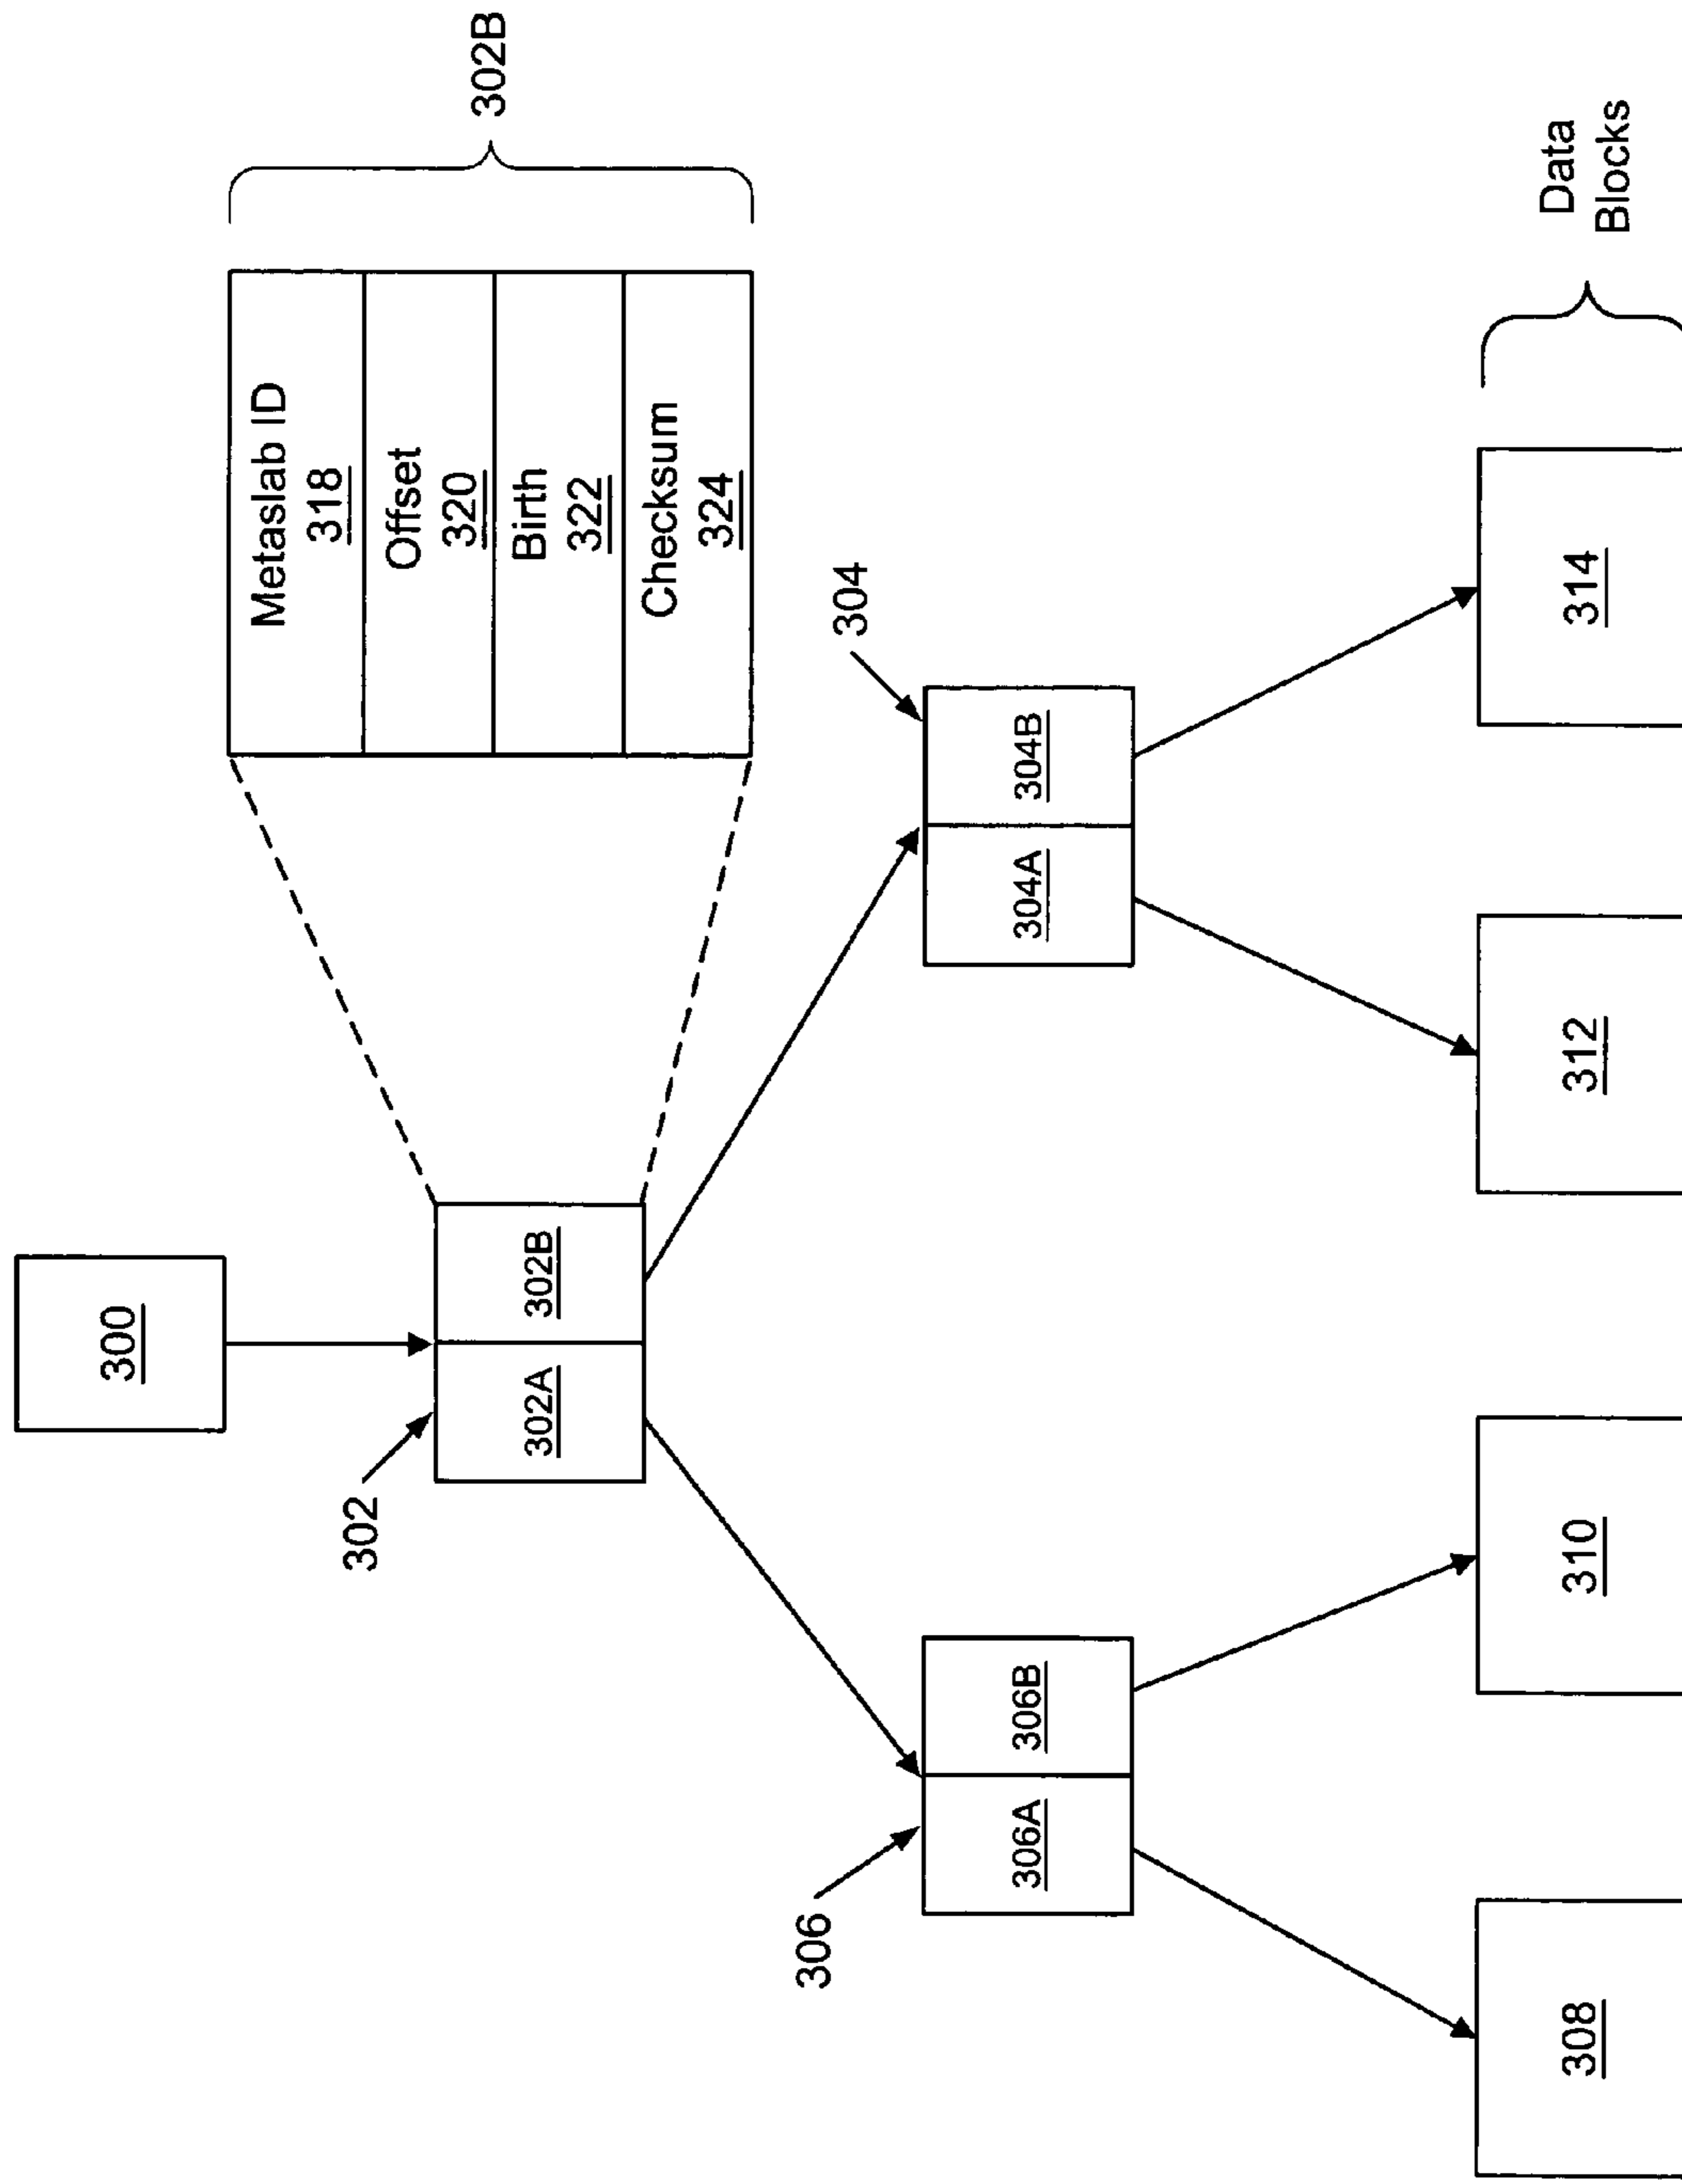 300
302
302A
302B
Metaslab ID
318
Offset
320
Birth
322
Checksum
324
302B
306
306A
306B
304
304A
304B
308
310
312
314
Data
Blocks